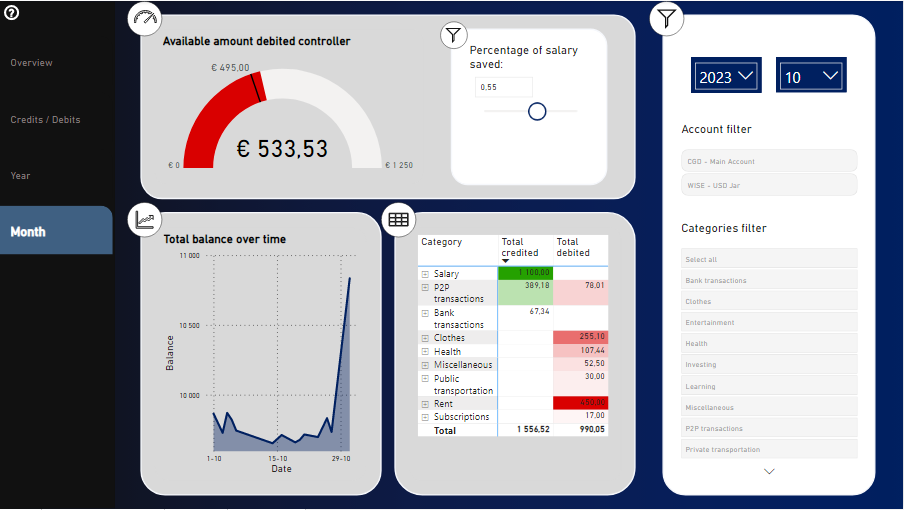 ?
Overview
Credits / Debits
Year
Month
Available amount debited controller
€ 495,00
€ 533,53
€ 0
€ 1 250
Percentage of salary
saved:
0,55
Total balance over time
11 000
10 500
10 000
Balance
1-10
15-10
29-10
Date
Category Total credited Total debited
Salary 1 100,00
P2P transactions 389,18 78,01
Bank transactions 67,34
Clothes 255,10
Health 107,44
Miscellaneous 52,50
Public transportation 30,00
Rent
Subscriptions 17,00
Total 1 556,52 990,05
2023
10
Account filter
CGD - Main Account
WISE - USD Jar
Categories filter
Select all
Bank transactions
Clothes
Entertainment
Health
Investing
Learning
Miscellaneous
P2P transactions
Private transportation